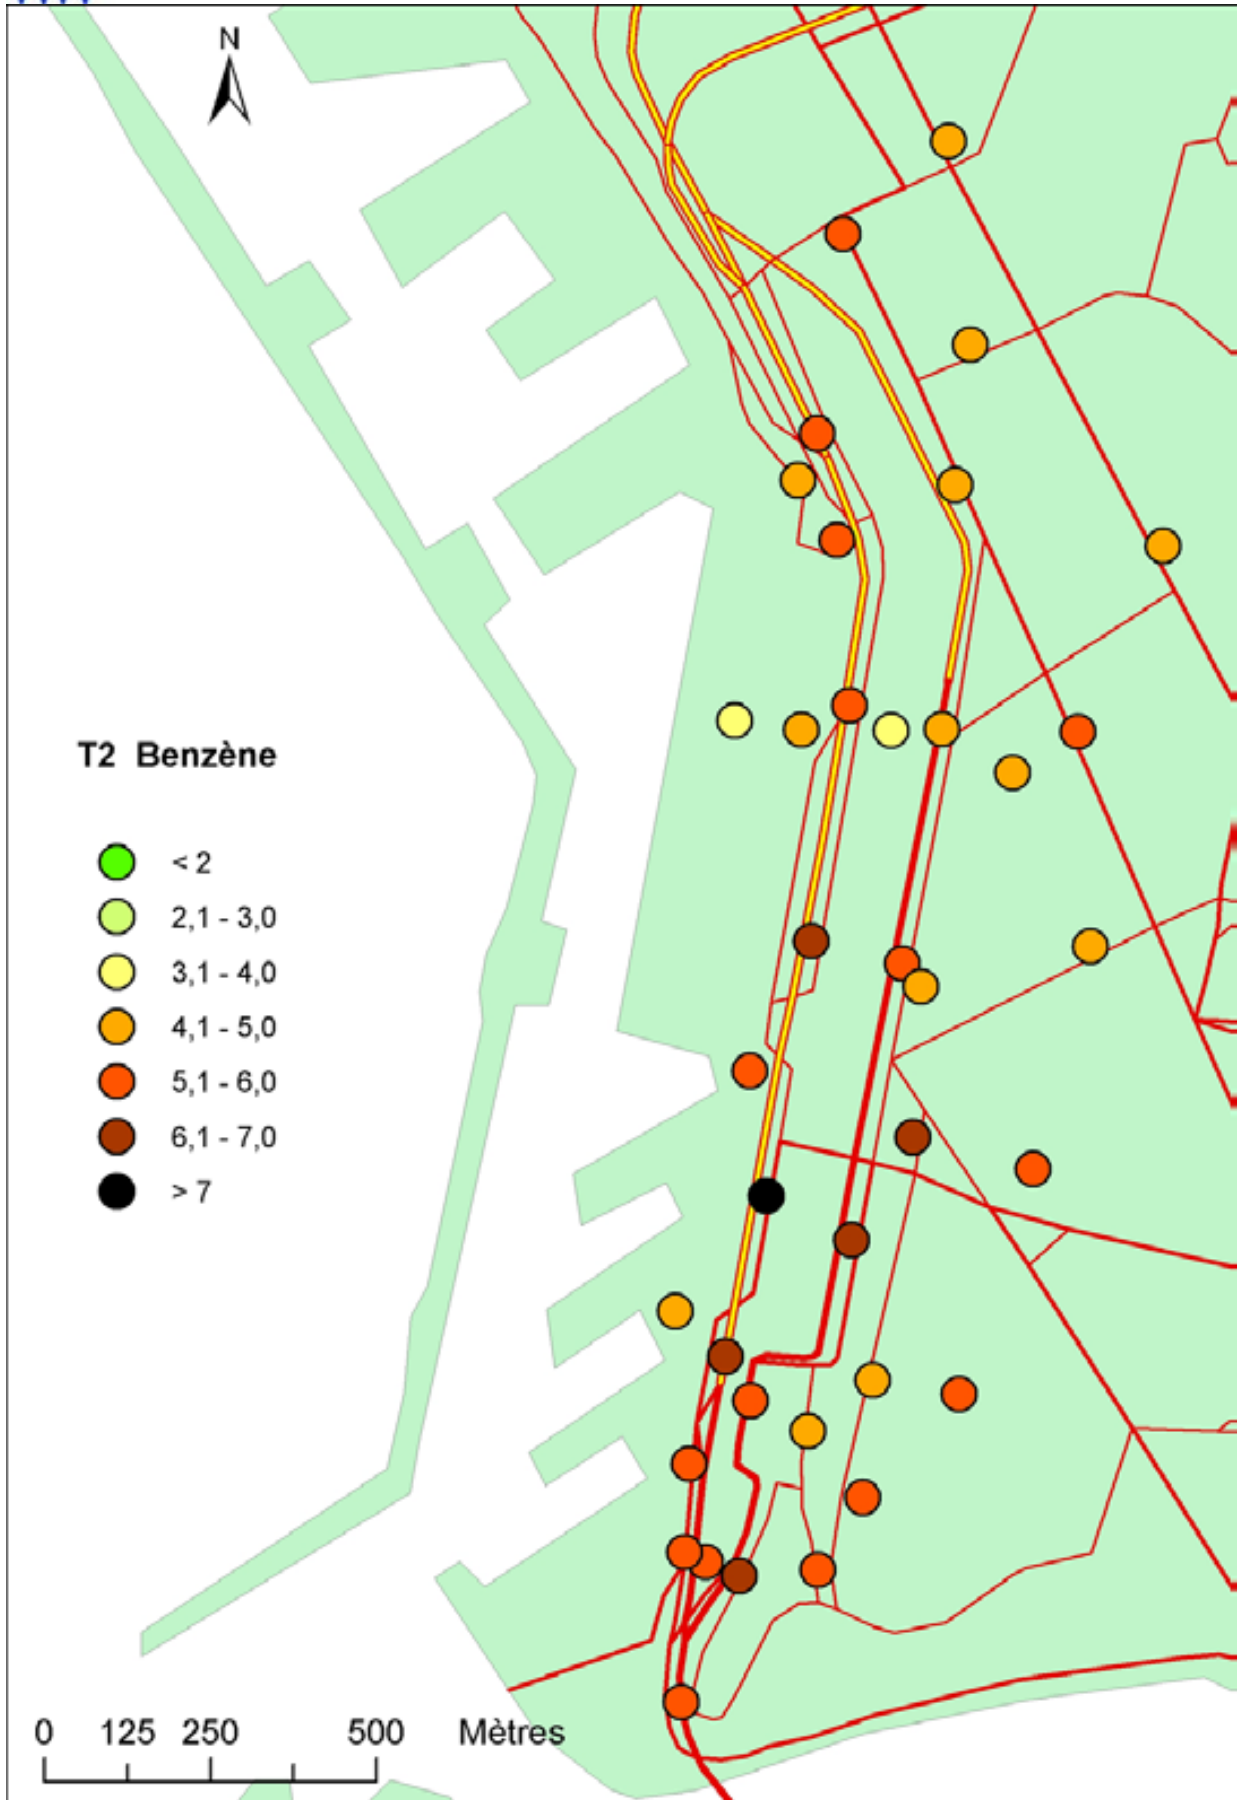 N
T2 Benzène
< 2
2,1 - 3,0
3,1 - 4,0
4,1 - 5,0
5,1 - 6,0
6,1 - 7,0
> 7
0 125 250 500 Mètres